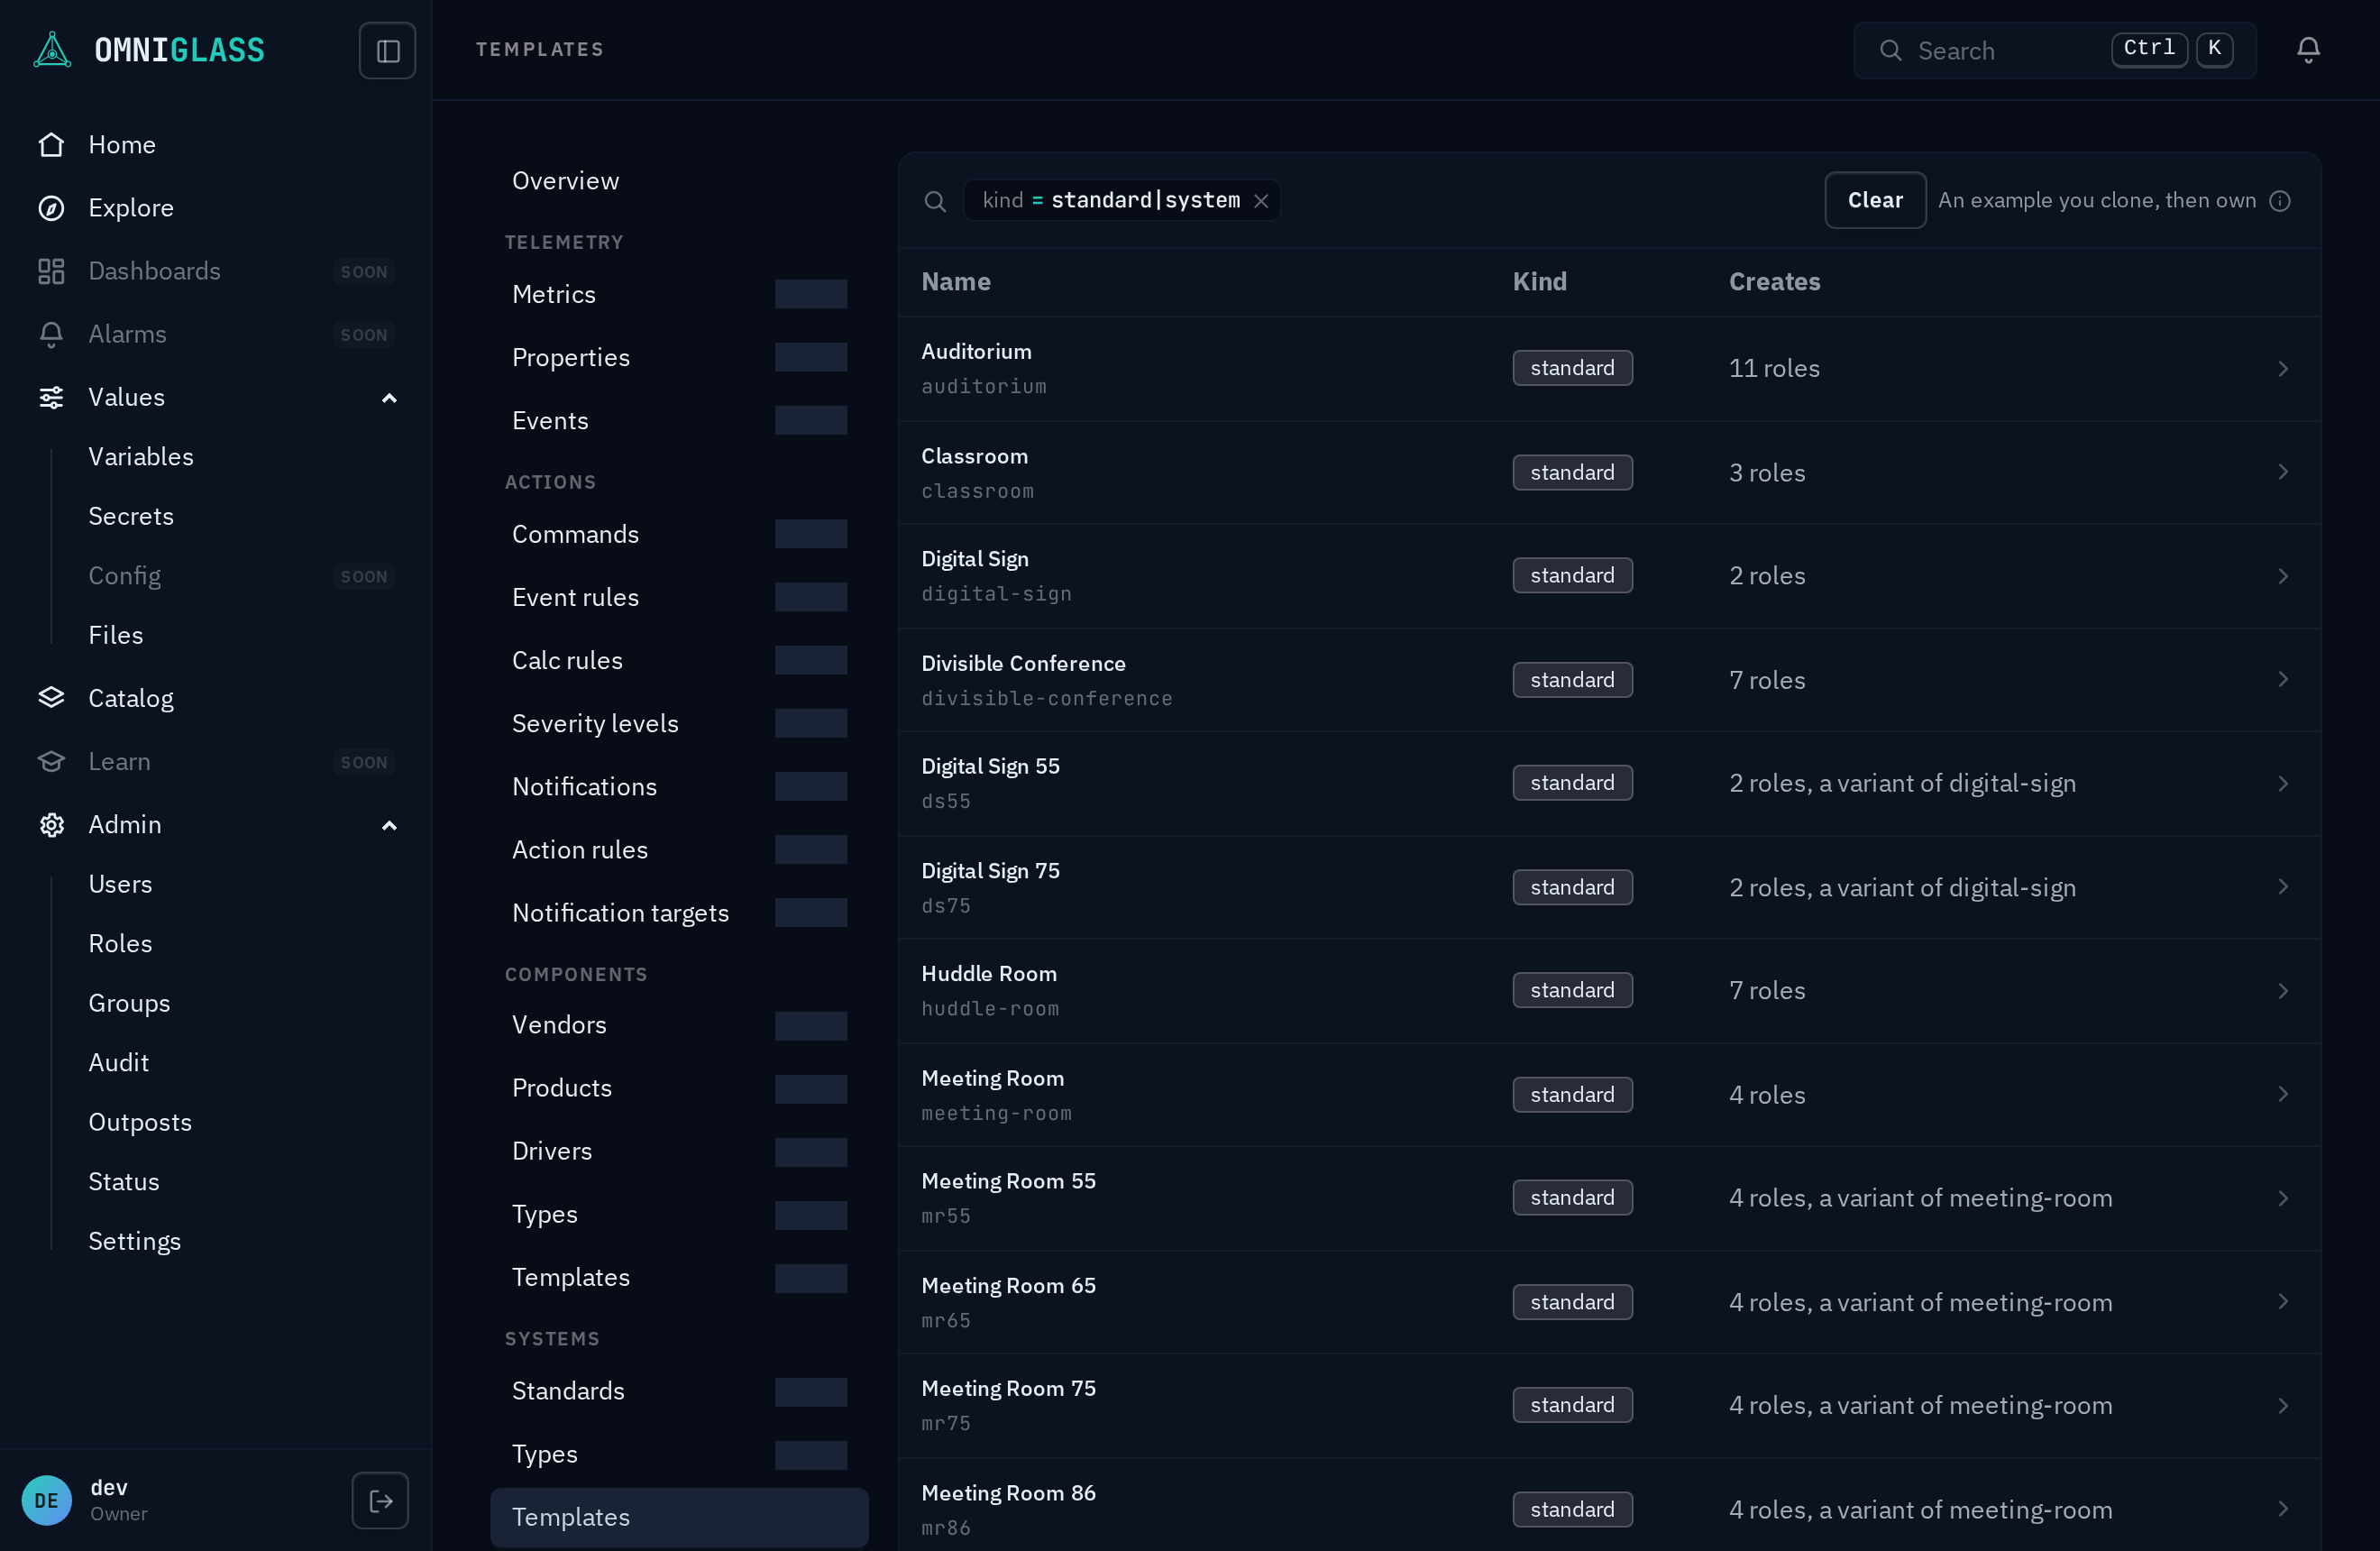 OMNIGLASS
Home
Explore
Dashboards SOON
Alarms SOON
Values
Variables
Secrets
Config SOON
Files
Catalog
Learn SOON
Admin
Users
Roles
Groups
Audit
Outposts
Status
Settings
DE dev
Owner
TEMPLATES
Search Ctrl K
Overview
TELEMETRY
Metrics
Properties
Events
ACTIONS
Commands
Event rules
Calc rules
Severity levels
Notifications
Action rules
Notification targets
COMPONENTS
Vendors
Products
Drivers
Types
Templates
SYSTEMS
Standards
Types
Templates
kind = standard|system
Clear An example you clone, then own
Name Kind Creates
Auditorium
auditorium
standard 11 roles
Classroom
classroom
standard 3 roles
Digital Sign
digital-sign
standard 2 roles
Divisible Conference
divisible-conference
standard 7 roles
Digital Sign 55
ds55
standard 2 roles, a variant of digital-sign
Digital Sign 75
ds75
standard 2 roles, a variant of digital-sign
Huddle Room
huddle-room
standard 7 roles
Meeting Room
meeting-room
standard 4 roles
Meeting Room 55
mr55
standard 4 roles, a variant of meeting-room
Meeting Room 65
mr65
standard 4 roles, a variant of meeting-room
Meeting Room 75
mr75
standard 4 roles, a variant of meeting-room
Meeting Room 86
mr86
standard 4 roles, a variant of meeting-room